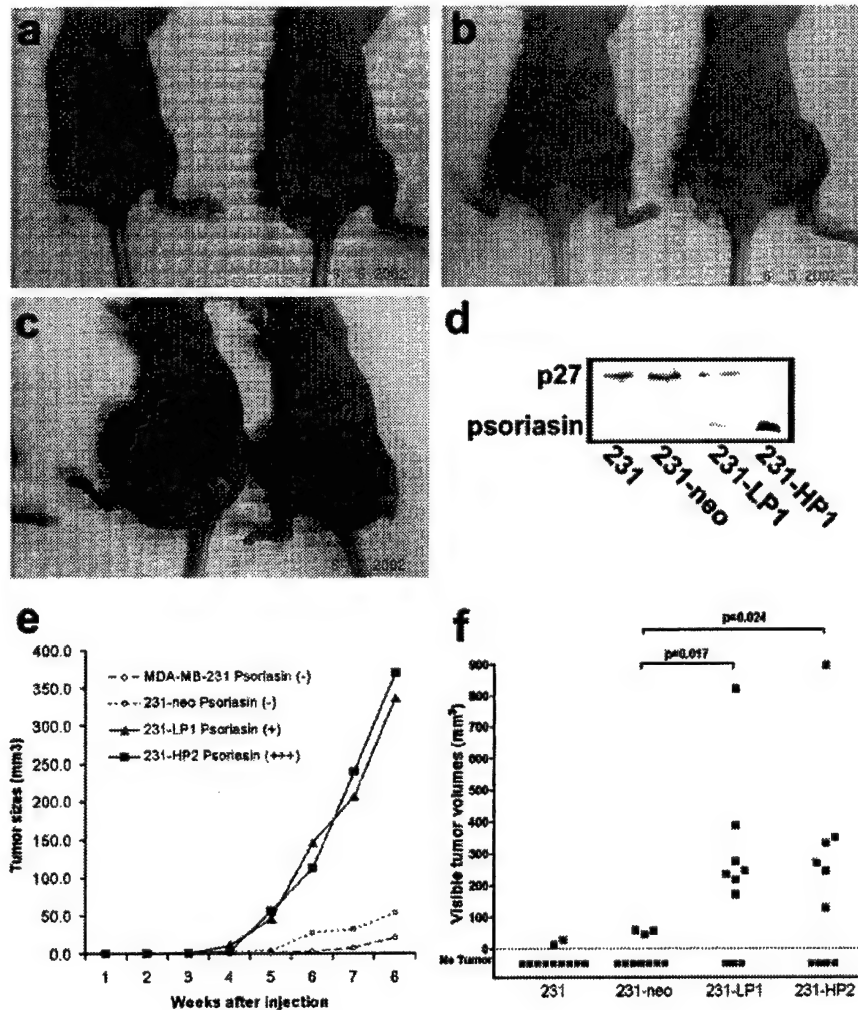 a
b
6 5 2002
c
d
p27
psoriasin
231
231-neo
231-LP1
231-HP1
e
400.0
350.0
300.0
250.0
200.0
150.0
100.0
50.0
0.0
Tumor sizes (mm3)
MDA-MB-231 Psoriasin (-)
231-neo Psoriasin (-)
231-LP1 Psoriasin (+)
231-HP2 Psoriasin (+++)
1 2 3 4 5 6 7 8
Weeks after injection
f
p=0.024
p=0.017
900
800
700
600
500
400
300
200
100
0
No Tumor
Visible tumor volumes (mm³)
231 231-neo 231-LP1 231-HP2